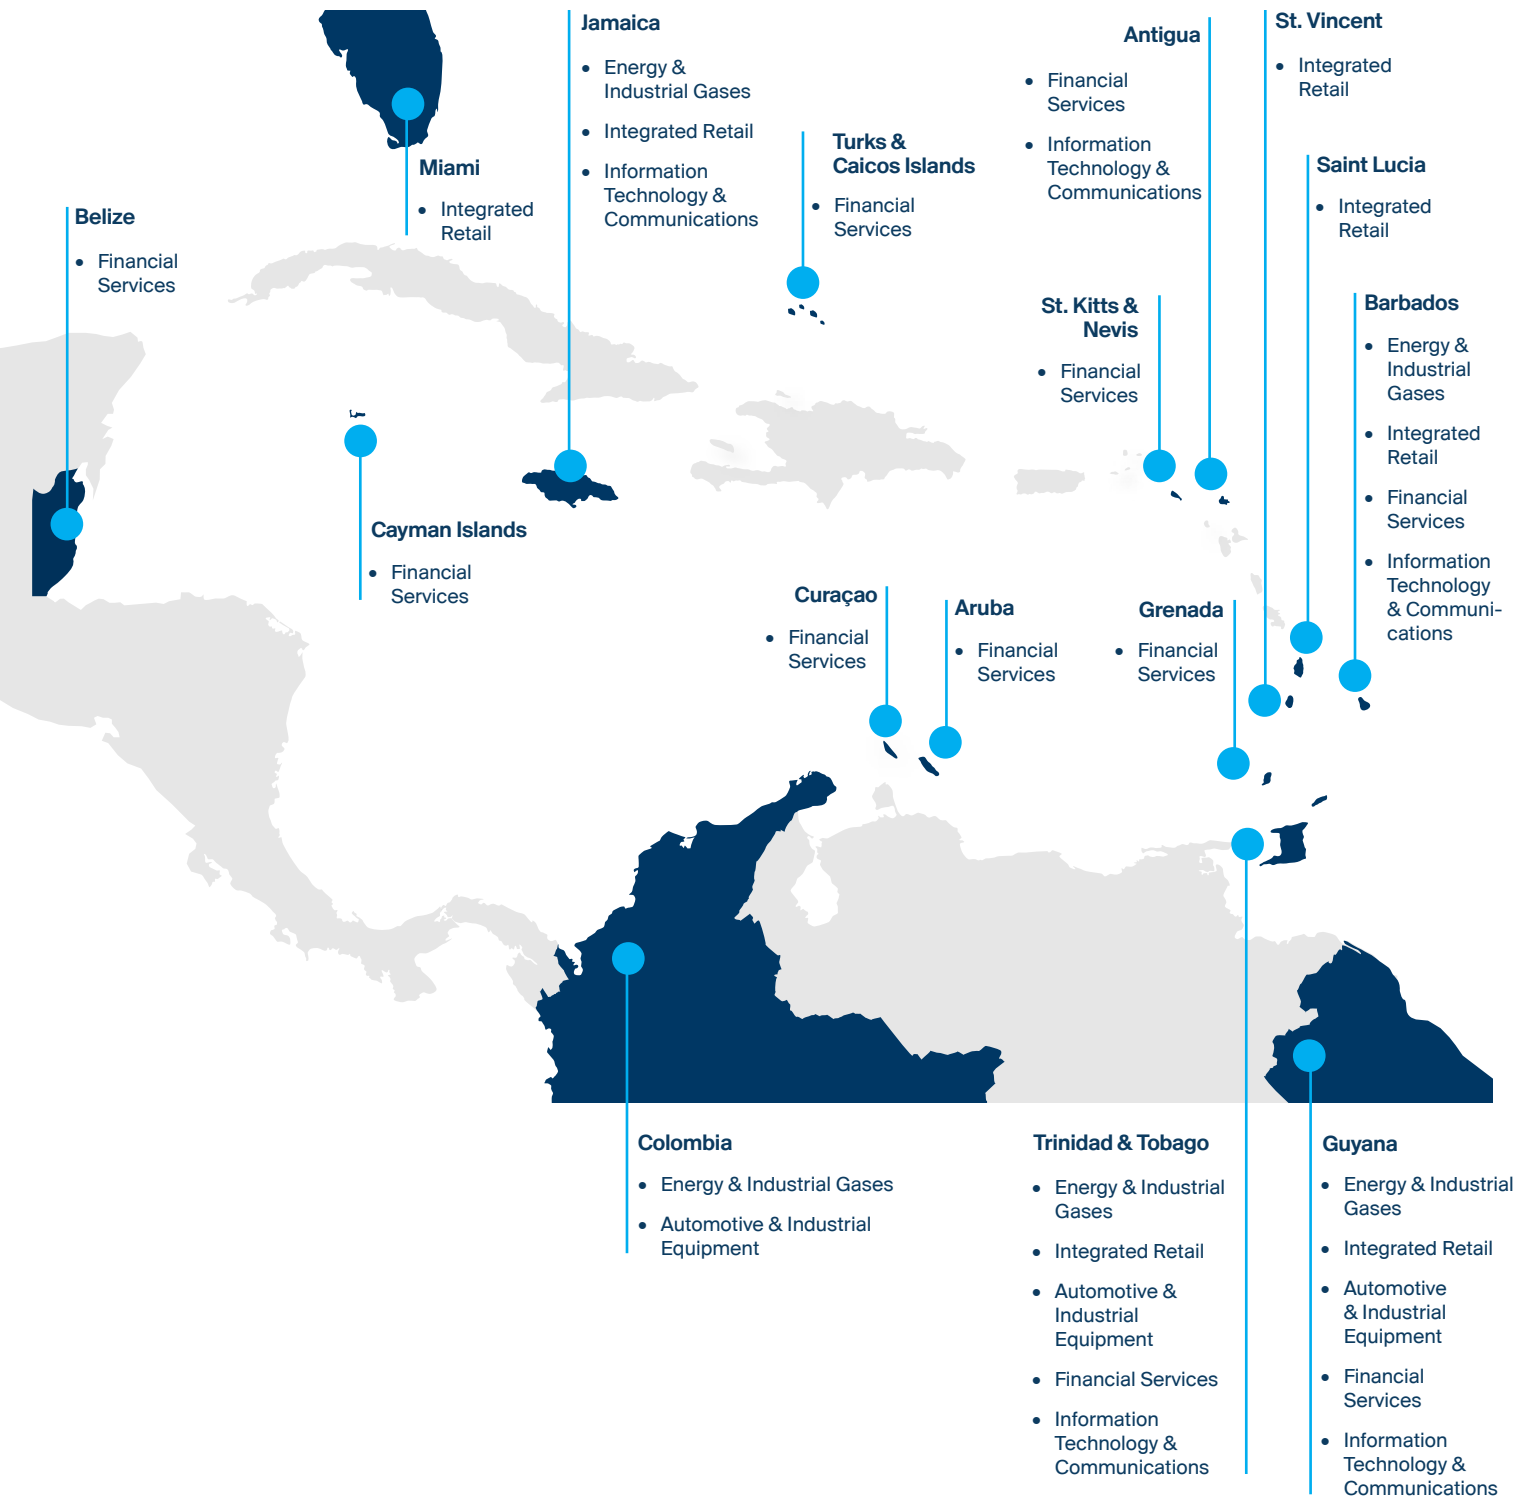 Jamaica
• Energy &
Industrial Gases
• Integrated Retail
• Information
Technology &
Communications
Antigua
• Financial
Services
• Information
Technology &
Communications
St. Vincent
• Integrated
Retail
Miami
• Integrated
Retail
Turks &
Caicos Islands
• Financial
Services
Saint Lucia
• Integrated
Retail
Belize
• Financial
Services
St. Kitts &
Nevis
• Financial
Services
Barbados
• Energy &
Industrial
Gases
• Integrated
Retail
• Financial
Services
• Information
Technology
& Communi-
cations
Cayman Islands
• Financial
Services
Curaçao
• Financial
Services
Aruba
• Financial
Services
Grenada
• Financial
Services
Colombia
• Energy & Industrial Gases
• Automotive & Industrial
Equipment
Trinidad & Tobago
• Energy & Industrial
Gases
• Integrated Retail
• Automotive &
Industrial
Equipment
• Financial Services
• Information
Technology &
Communications
Guyana
• Energy & Industrial
Gases
• Integrated Retail
• Automotive
& Industrial
Equipment
• Financial
Services
• Information
Technology &
Communications